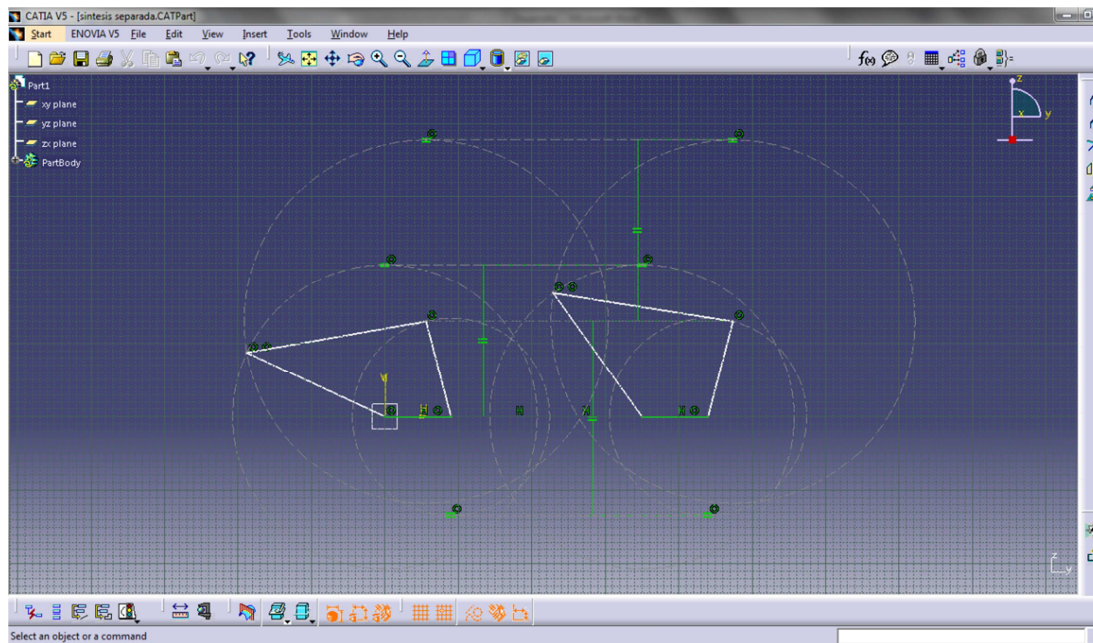 CATIA V5 - [sintesis separada.CATPart]
Start ENOVIA V5 File Edit View Insert Tools Window Help
f(x)
Part1
xy plane
yz plane
zx plane
PartBody
z
x y
V
H
H
H
z
y
Select an object or a command